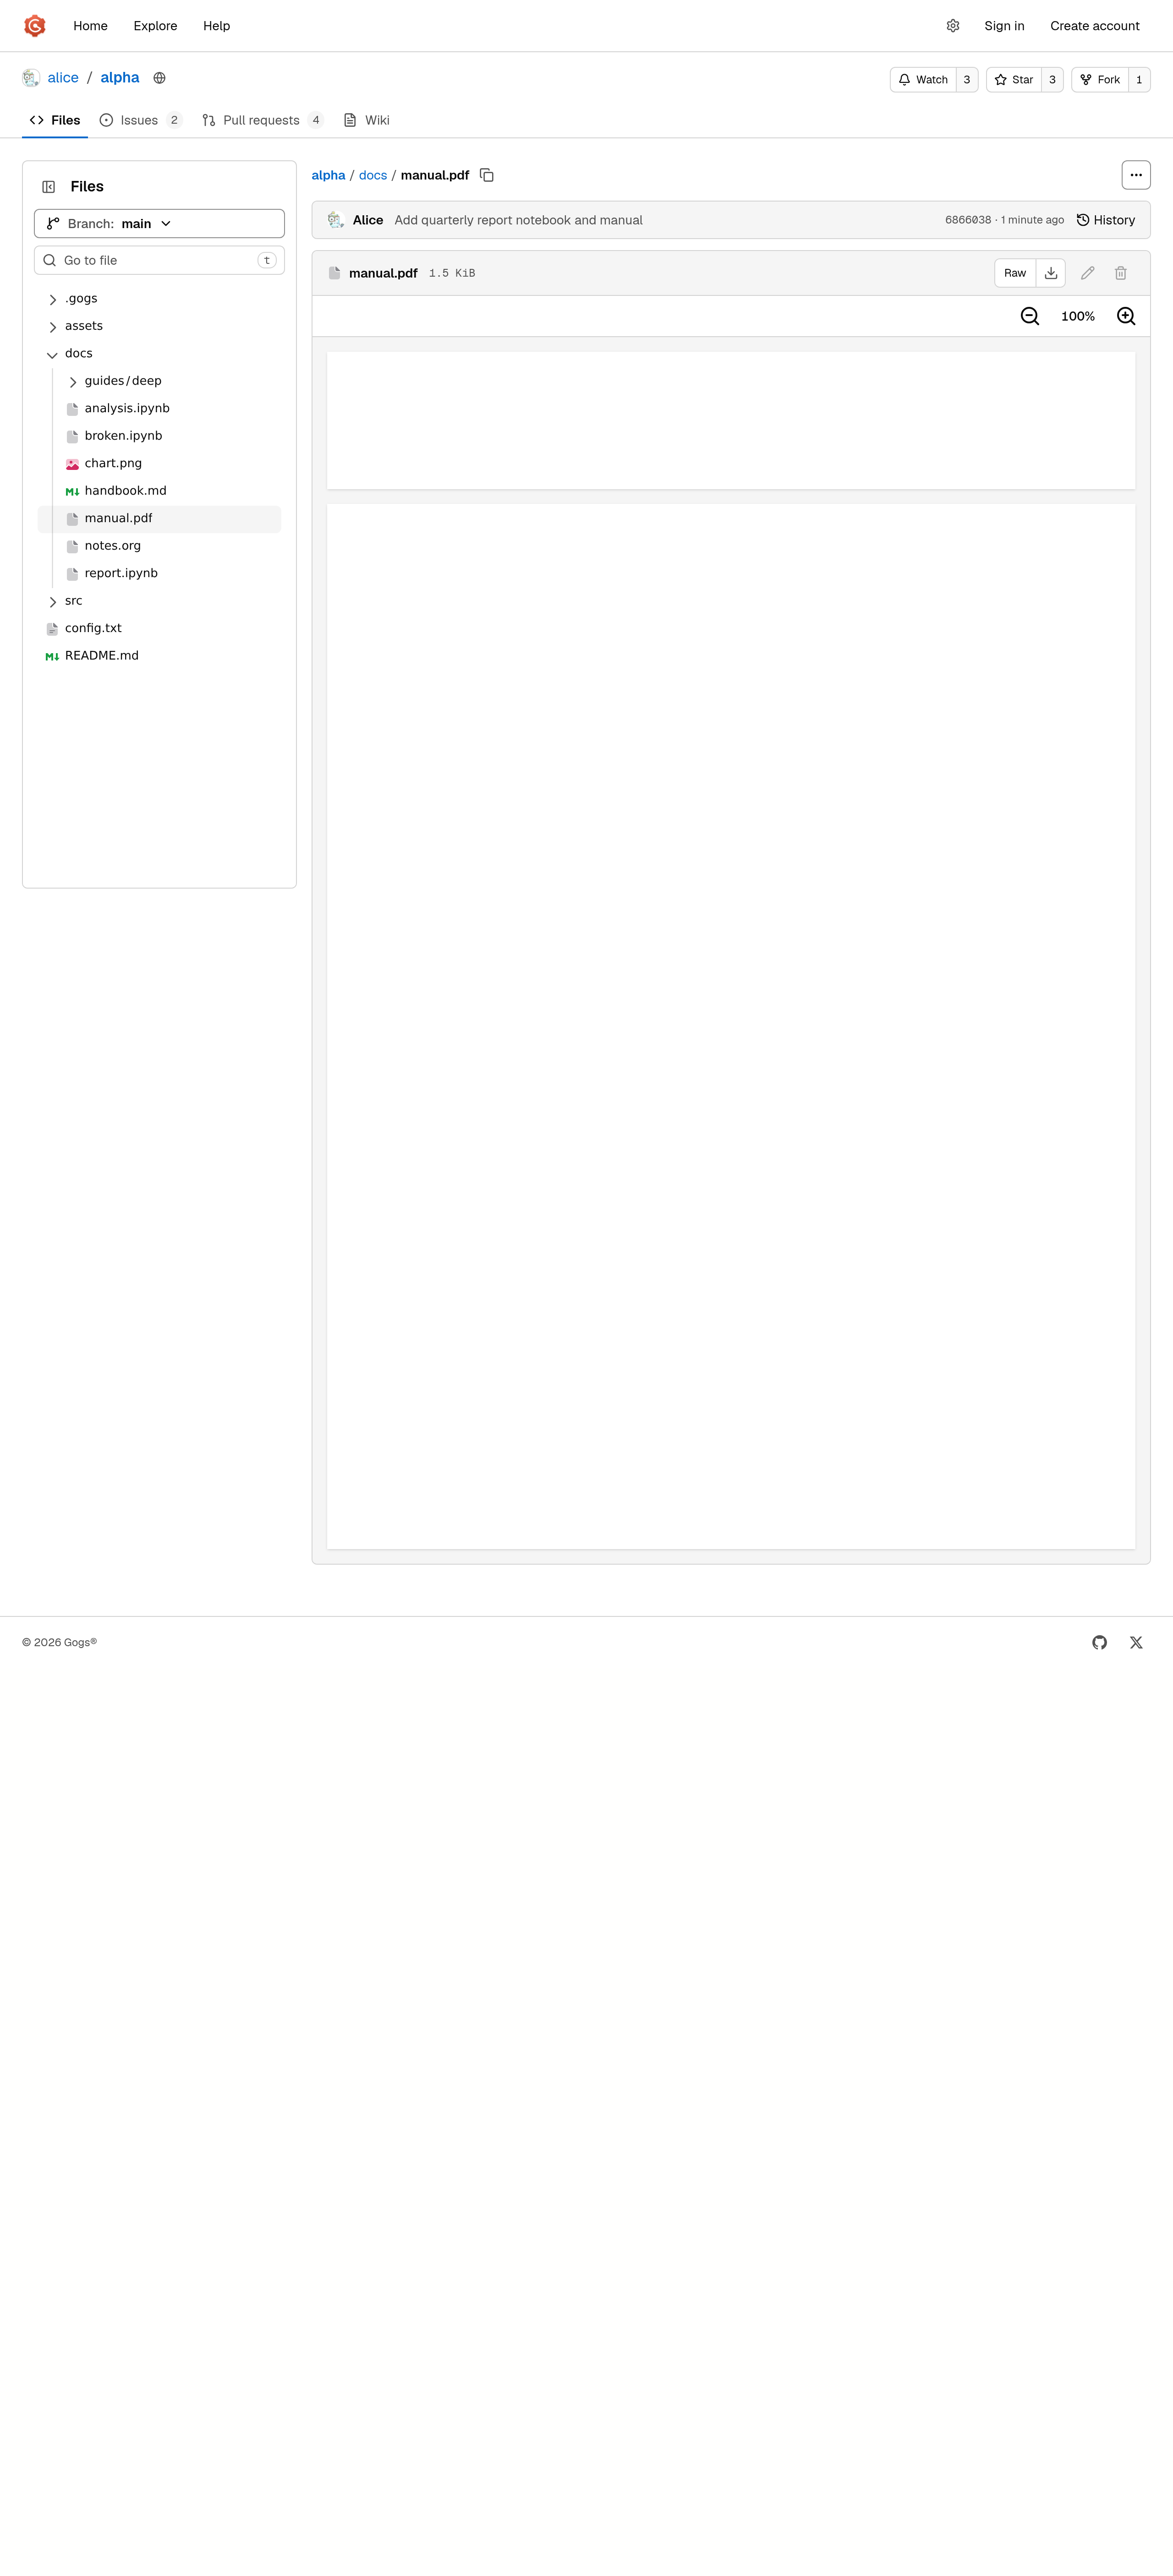 Home Explore Help Sign in Create account
alice / alpha Watch 3 Star 3 Fork 1
Files Issues 2 Pull requests 4 Wiki
Files
Branch: main
Go to file t
.gogs
assets
docs
guides/deep
analysis.ipynb
broken.ipynb
chart.png
handbook.md
manual.pdf
notes.org
report.ipynb
src
config.txt
README.md
alpha / docs / manual.pdf
Alice Add quarterly report notebook and manual 6866038 · 1 minute ago History
manual.pdf 1.5 KiB Raw
100%
© 2026 Gogs®